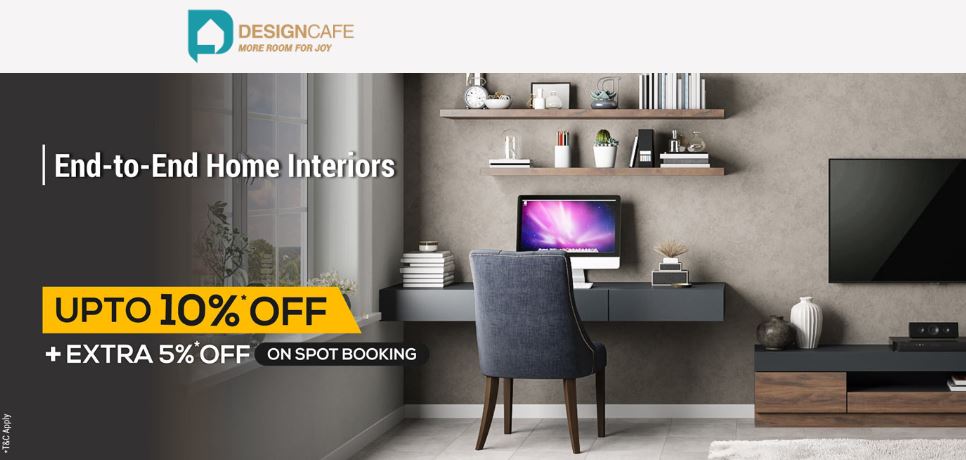 DESIGNCAFE
MORE ROOM FOR JOY
End-to-End Home Interiors
UPTO 10%*OFF
+ EXTRA 5%*OFF ON SPOT BOOKING
*T&C Apply